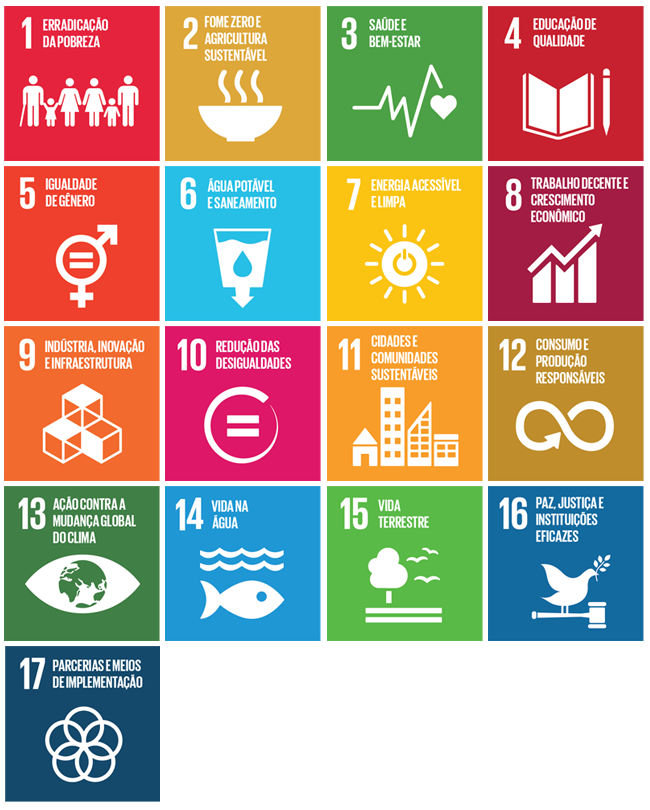 1 ERRADICAÇÃO
DA POBREZA
2 FOME ZERO E
AGRICULTURA
SUSTENTÁVEL
3 SAÚDE E
BEM-ESTAR
4 EDUCAÇÃO DE
QUALIDADE
5 IGUALDADE
DE GÊNERO
6 ÁGUA POTÁVEL
E SANEAMENTO
7 ENERGIA ACESSÍVEL
E LIMPA
8 TRABALHO DECENTE E
CRESCIMENTO
ECONÔMICO
9 INDÚSTRIA, INOVAÇÃO
E INFRAESTRUTURA
10 REDUÇÃO DAS
DESIGUALDADES
11 CIDADES E
COMUNIDADES
SUSTENTÁVEIS
12 CONSUMO E
PRODUÇÃO
RESPONSÁVEIS
13 AÇÃO CONTRA A
MUDANÇA GLOBAL
DO CLIMA
14 VIDA NA
ÁGUA
15 VIDA
TERRESTRE
16 PAZ, JUSTIÇA E
INSTITUIÇÕES
EFICAZES
17 PARCERIAS E MEIOS
DE IMPLEMENTAÇÃO